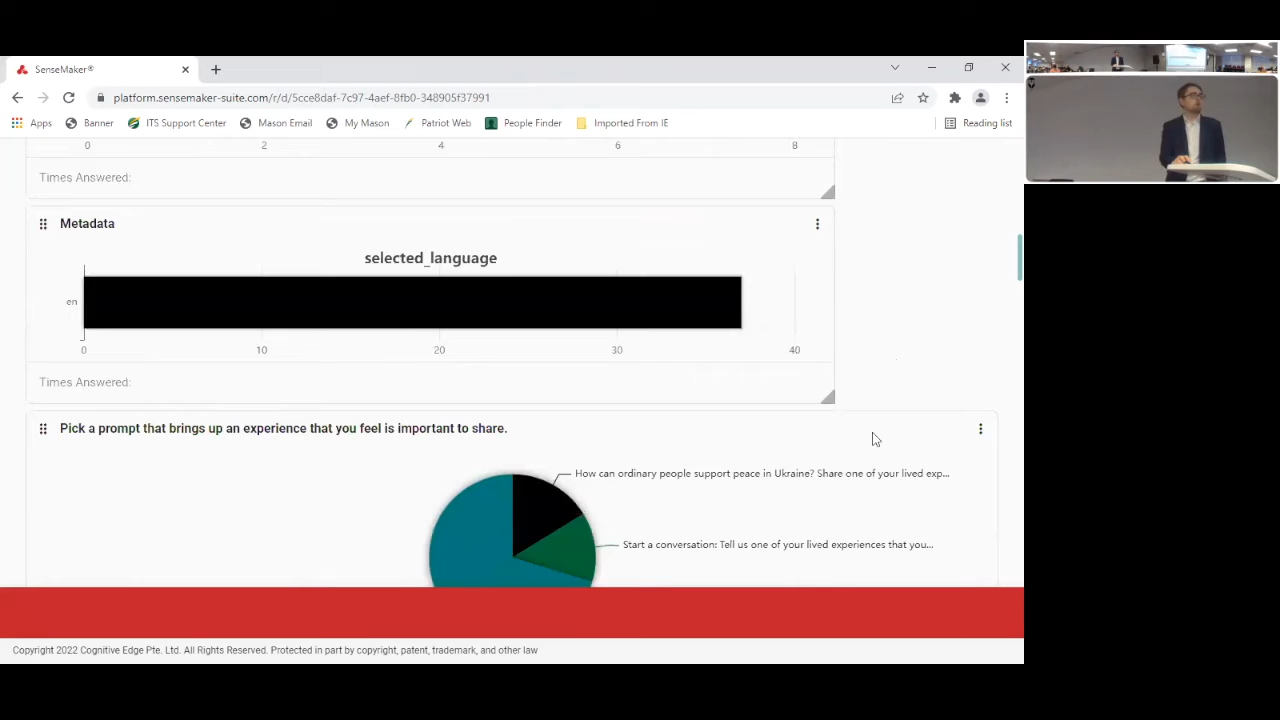 SenseMaker®
platform.sensemaker-suite.com/r/d/5cce8daf-7c97-4aef-8fb0-348905f37991
Apps Banner ITS Support Center Mason Email My Mason Patriot Web People Finder Imported From IE Reading list
0 2 4 6 8
Times Answered:
Metadata
selected_language
en
0 10 20 30 40
Times Answered:
Pick a prompt that brings up an experience that you feel is important to share.
How can ordinary people support peace in Ukraine? Share one of your lived exp...
Start a conversation: Tell us one of your lived experiences that you...
Copyright 2022 Cognitive Edge Pte. Ltd. All Rights Reserved. Protected in part by copyright, patent, trademark, and other law